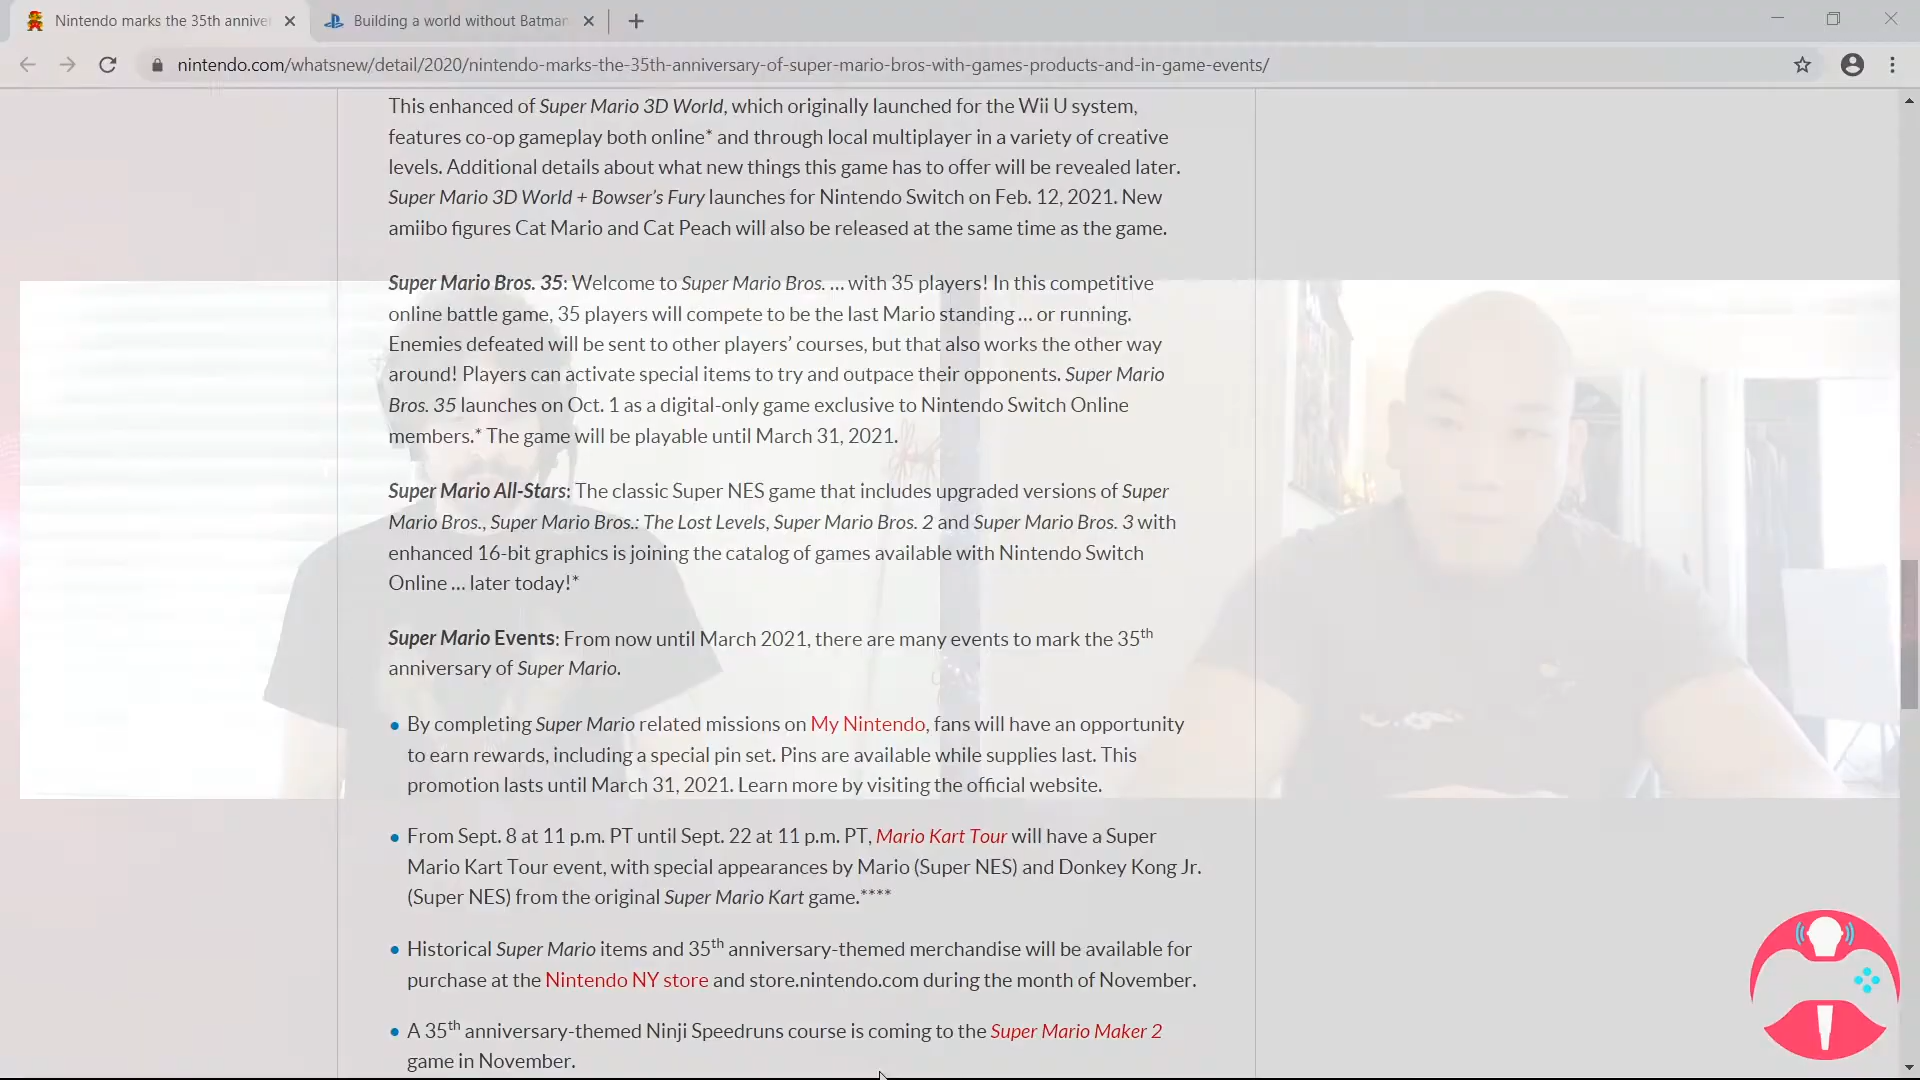 Nintendo marks the 35th annive
Building a world without Batman
nintendo.com/whatsnew/detail/2020/nintendo-marks-the-35th-anniversary-of-super-mario-bros-with-games-products-and-in-game-events/
This enhanced of Super Mario 3D World, which originally launched for the Wii U system,
features co-op gameplay both online* and through local multiplayer in a variety of creative
levels. Additional details about what new things this game has to offer will be revealed later.
Super Mario 3D World + Bowser’s Fury launches for Nintendo Switch on Feb. 12, 2021. New
amiibo figures Cat Mario and Cat Peach will also be released at the same time as the game.
Super Mario Bros. 35: Welcome to Super Mario Bros. … with 35 players! In this competitive
online battle game, 35 players will compete to be the last Mario standing … or running.
Enemies defeated will be sent to other players’ courses, but that also works the other way
around! Players can activate special items to try and outpace their opponents. Super Mario
Bros. 35 launches on Oct. 1 as a digital-only game exclusive to Nintendo Switch Online
members.* The game will be playable until March 31, 2021.
Super Mario All-Stars: The classic Super NES game that includes upgraded versions of Super
Mario Bros., Super Mario Bros.: The Lost Levels, Super Mario Bros. 2 and Super Mario Bros. 3 with
enhanced 16-bit graphics is joining the catalog of games available with Nintendo Switch
Online … later today!*
Super Mario Events: From now until March 2021, there are many events to mark the 35th
anniversary of Super Mario.
• By completing Super Mario related missions on My Nintendo, fans will have an opportunity
to earn rewards, including a special pin set. Pins are available while supplies last. This
promotion lasts until March 31, 2021. Learn more by visiting the official website.
• From Sept. 8 at 11 p.m. PT until Sept. 22 at 11 p.m. PT, Mario Kart Tour will have a Super
Mario Kart Tour event, with special appearances by Mario (Super NES) and Donkey Kong Jr.
(Super NES) from the original Super Mario Kart game.****
• Historical Super Mario items and 35th anniversary-themed merchandise will be available for
purchase at the Nintendo NY store and store.nintendo.com during the month of November.
• A 35th anniversary-themed Ninji Speedruns course is coming to the Super Mario Maker 2
game in November.